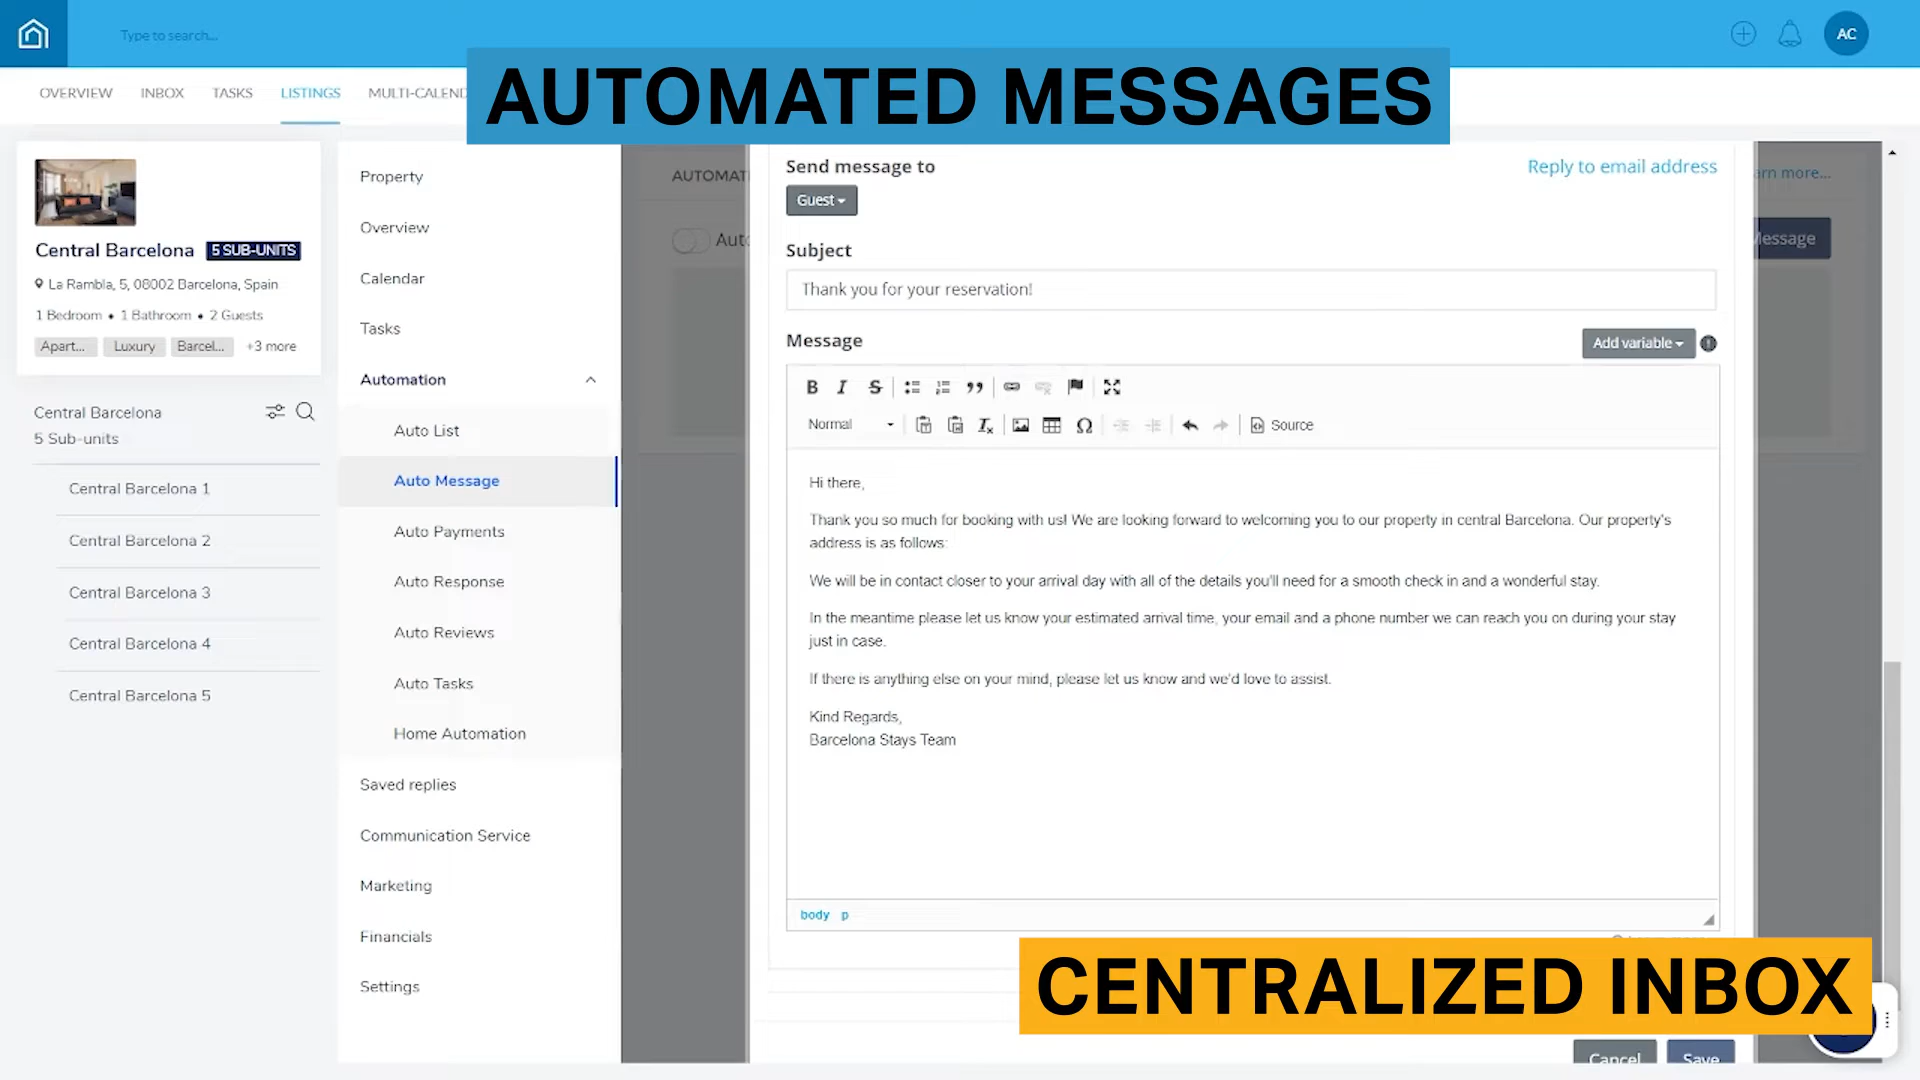 Type to search...
AC
AUTOMATED MESSAGES
OVERVIEW
INBOX
TASKS
LISTINGS
MULTI-CALEND
Central Barcelona
5 SUB-UNITS
La Rambla, 5, 08002 Barcelona, Spain
1 Bedroom • 1 Bathroom • 2 Guests
Apart...
Luxury
Barcel...
+3 more
Central Barcelona
5 Sub-units
Central Barcelona 1
Central Barcelona 2
Central Barcelona 3
Central Barcelona 4
Central Barcelona 5
Property
Overview
Calendar
Tasks
Automation
Auto List
Auto Message
Auto Payments
Auto Response
Auto Reviews
Auto Tasks
Home Automation
Saved replies
Communication Service
Marketing
Financials
Settings
AUTOMAT
Auto
arn more...
Message
Send message to
Reply to email address
Guest
Subject
Thank you for your reservation!
Message
Add variable
B I S
Normal
Source
Hi there,
Thank you so much for booking with us! We are looking forward to welcoming you to our property in central Barcelona. Our property's
address is as follows:
We will be in contact closer to your arrival day with all of the details you'll need for a smooth check in and a wonderful stay.
In the meantime please let us know your estimated arrival time, your email and a phone number we can reach you on during your stay
just in case.
If there is anything else on your mind, please let us know and we'd love to assist.
Kind Regards,
Barcelona Stays Team
body p
CENTRALIZED INBOX
Cancel
Save